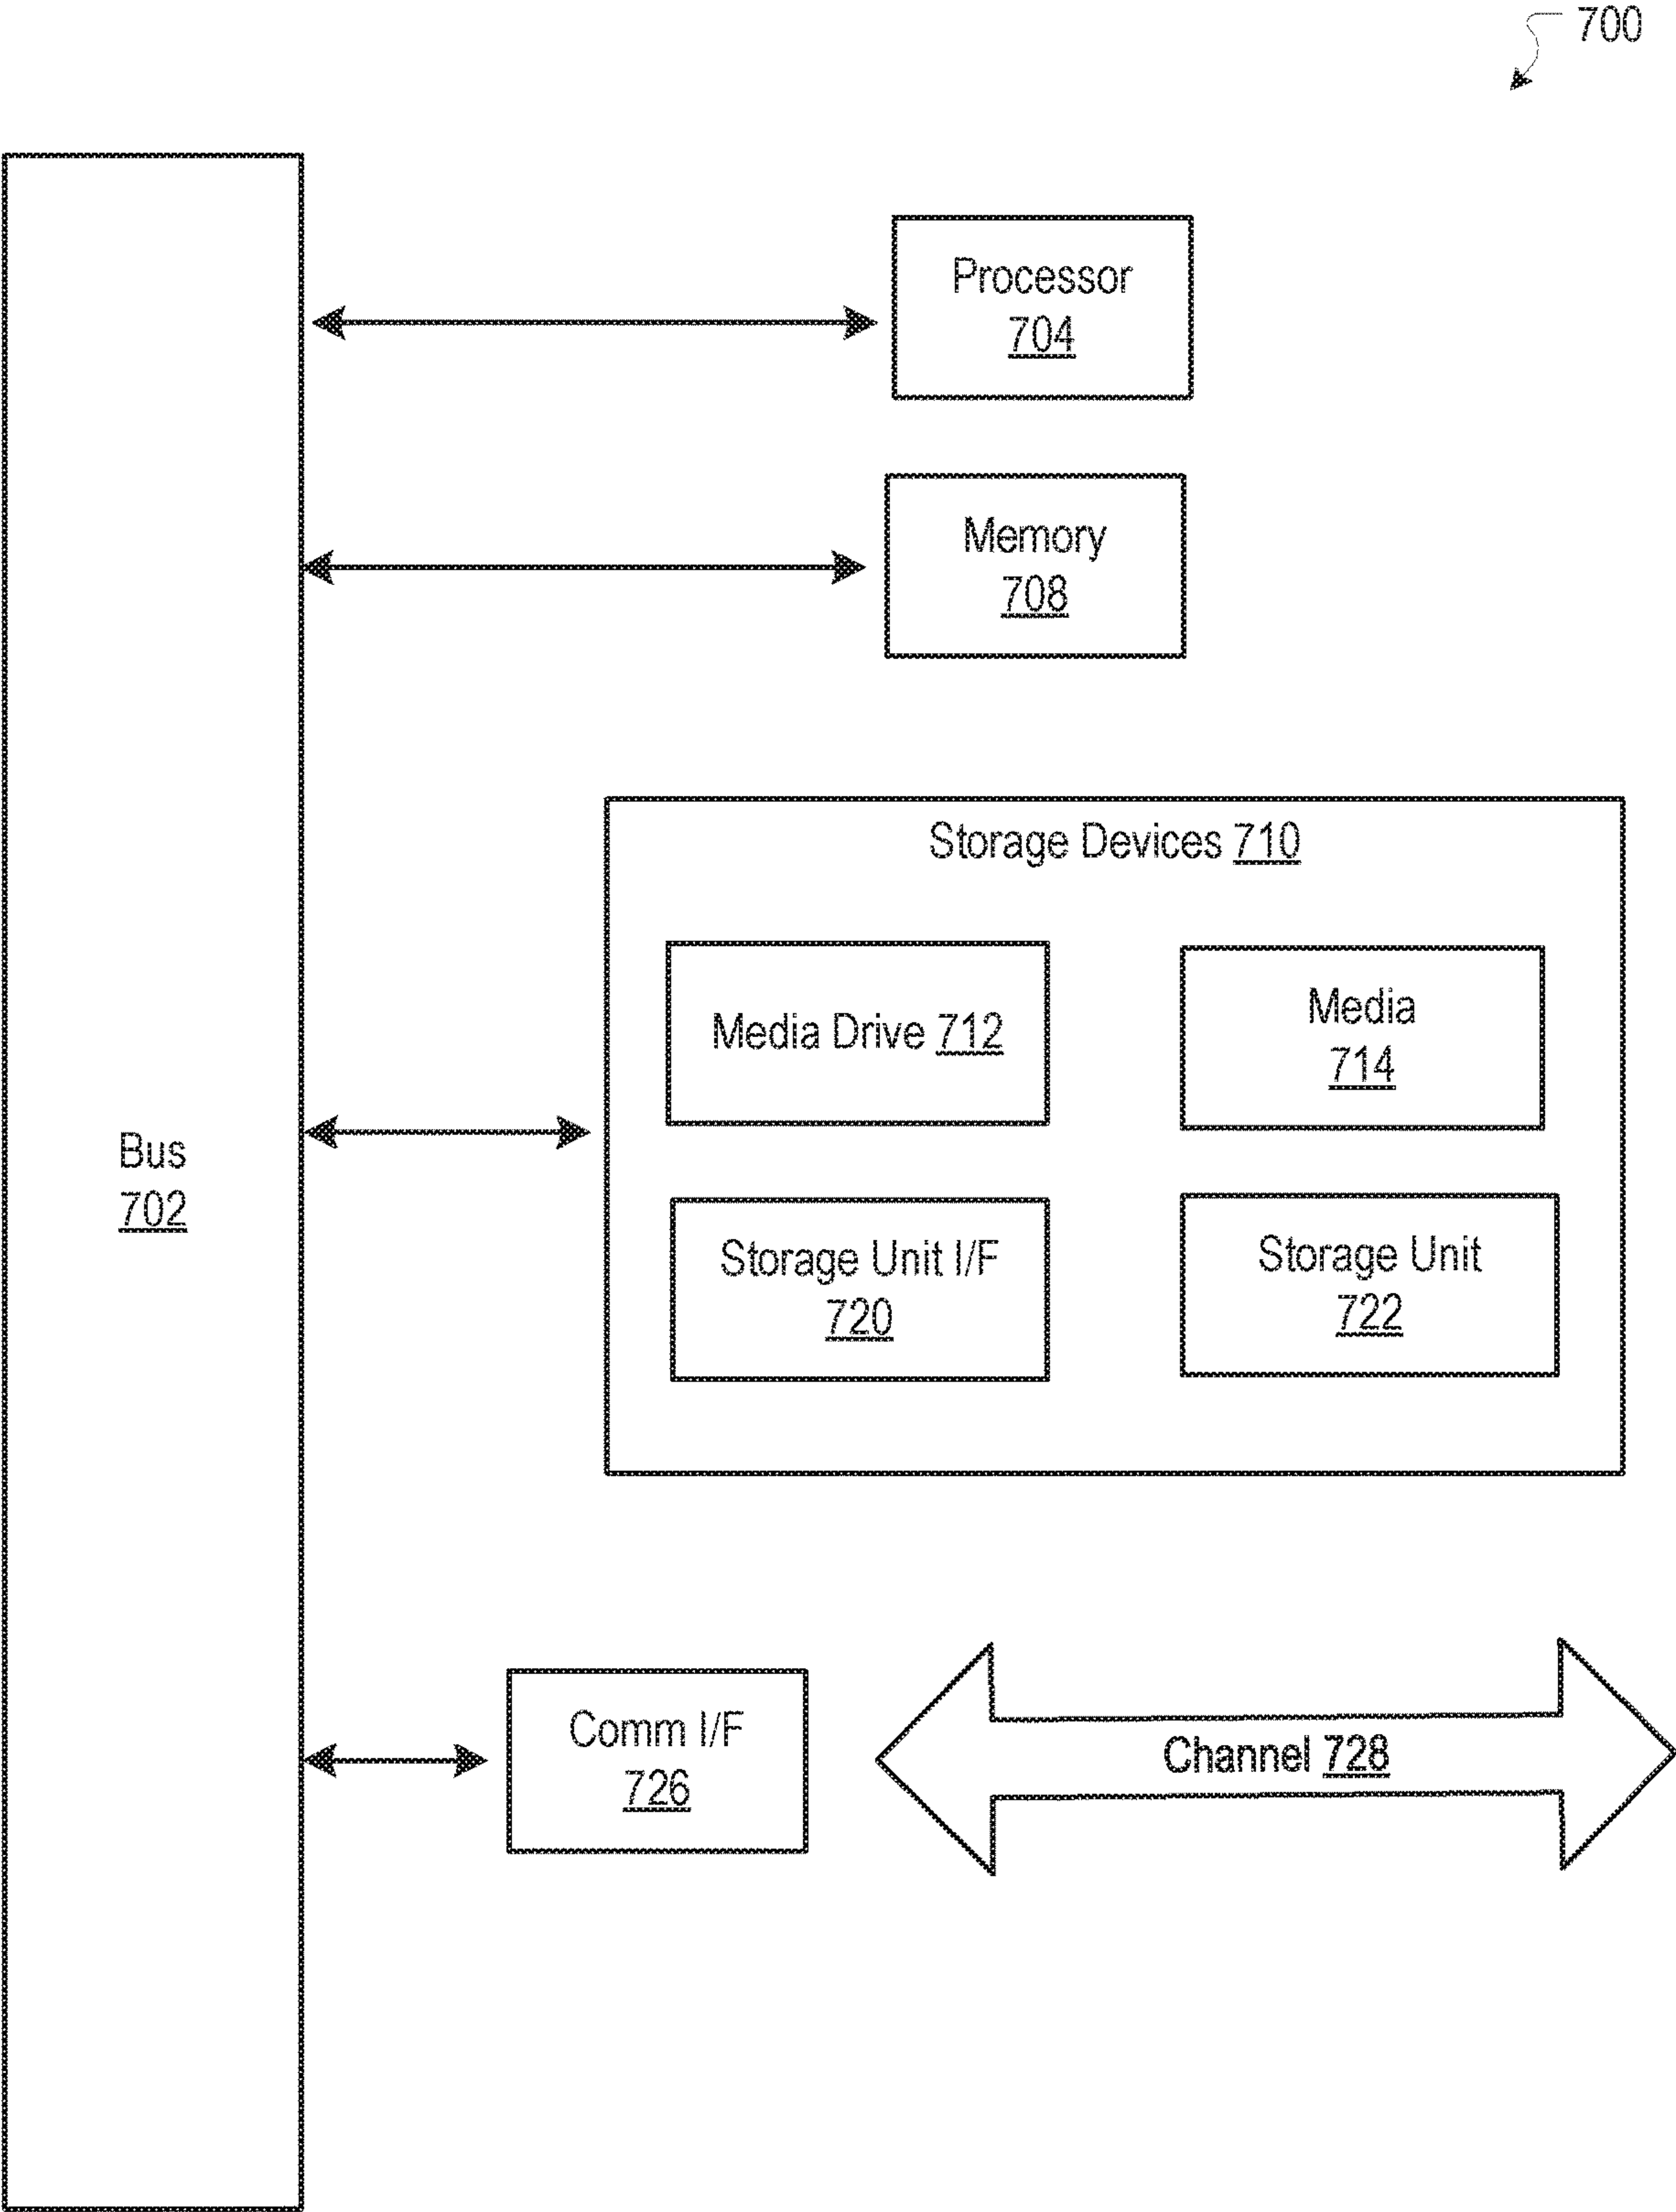 700
Processor
704
Memory
708
Storage Devices 710
Media Drive 712
Media
714
Bus
702
Storage Unit I/F
720
Storage Unit
722
Comm I/F
726
Channel 728